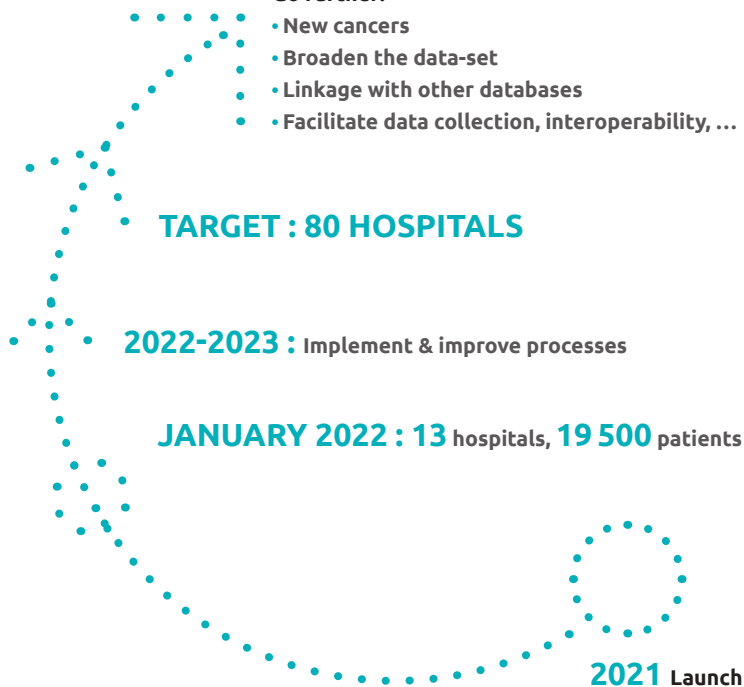 • New cancers
• Broaden the data-set
• Linkage with other databases
• Facilitate data collection, interoperability, …
TARGET : 80 HOSPITALS
2022-2023 : Implement & improve processes
JANUARY 2022 : 13 hospitals, 19 500 patients
2021 Launch